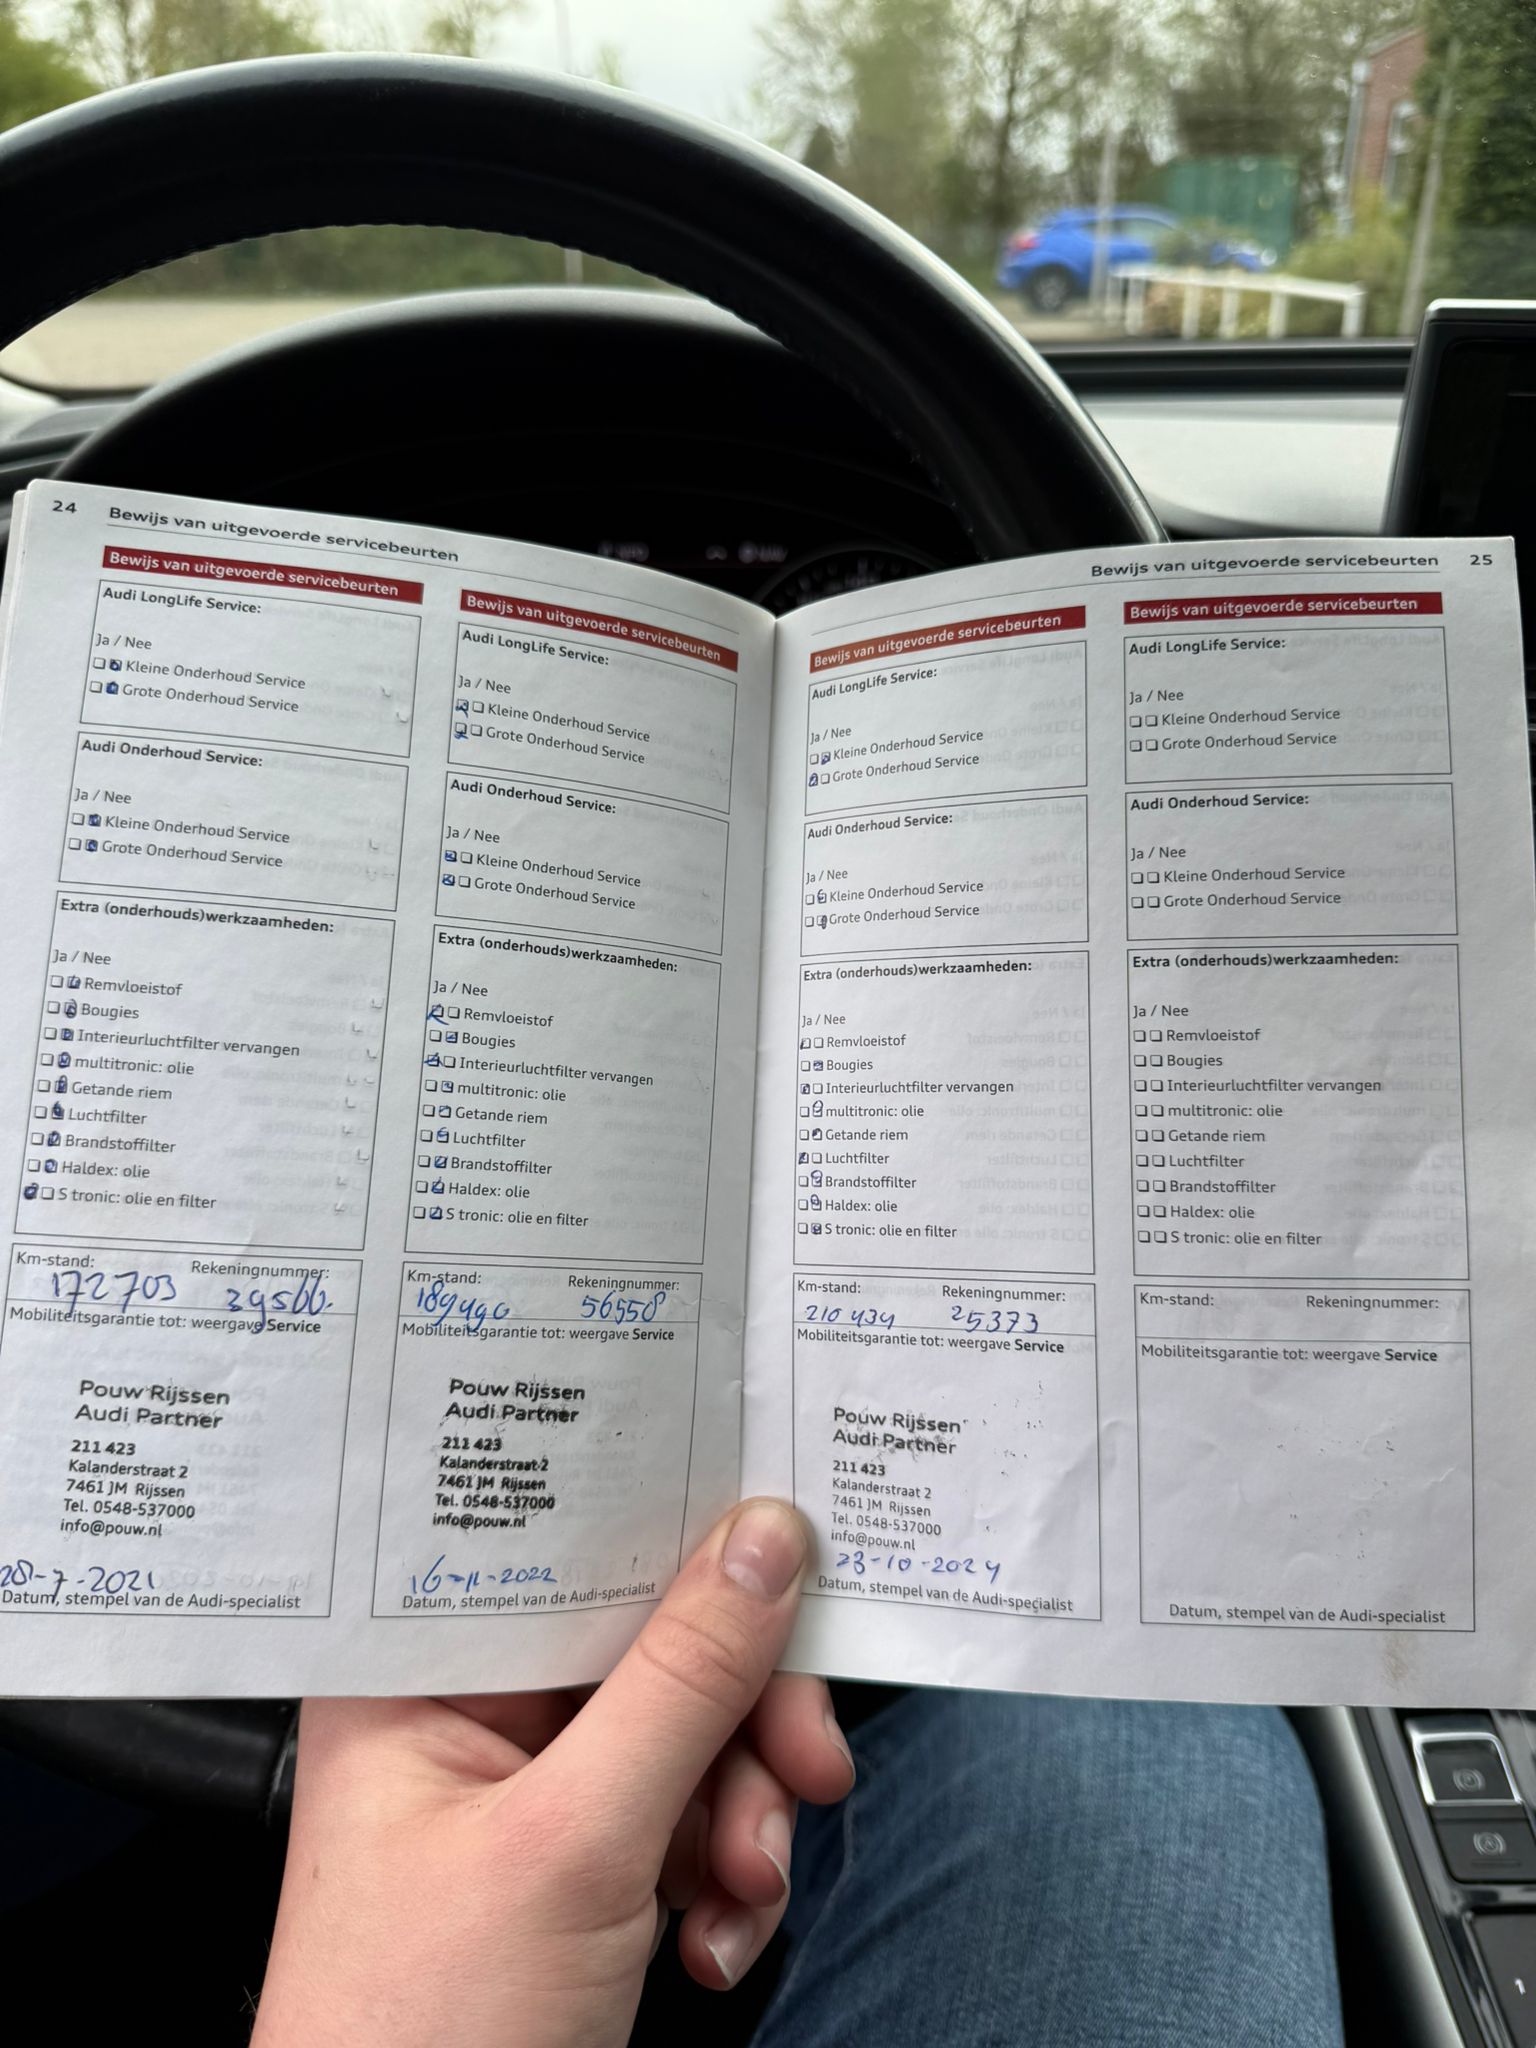 24 Bewijs van uitgevoerde servicebeurten
Bewijs van uitgevoerde servicebeurten
Audi LongLife Service:
Ja / Nee
Kleine Onderhoud Service
Grote Onderhoud Service
Audi Onderhoud Service:
Ja / Nee
Kleine Onderhoud Service
Grote Onderhoud Service
Extra (onderhouds)werkzaamheden:
Ja / Nee
Remvloeistof
Bougies
Interieurluchtfilter vervangen
multitronic: olie
Getande riem
Luchtfilter
Brandstoffilter
Haldex: olie
S tronic: olie en filter
Km-stand: Rekeningnummer:
172703 39566.
Mobiliteitsgarantie tot: weergave Service
Pouw Rijssen
Audi Partner
211 423
Kalanderstraat 2
7461 JM Rijssen
Tel. 0548-537000
info@pouw.nl
28-7-2021
Datum, stempel van de Audi-specialist
Bewijs van uitgevoerde servicebeurten
Audi LongLife Service:
Ja / Nee
Kleine Onderhoud Service
Grote Onderhoud Service
Audi Onderhoud Service:
Ja / Nee
Kleine Onderhoud Service
Grote Onderhoud Service
Extra (onderhouds)werkzaamheden:
Ja / Nee
Remvloeistof
Bougies
Interieurluchtfilter vervangen
multitronic: olie
Getande riem
Luchtfilter
Brandstoffilter
Haldex: olie
S tronic: olie en filter
Km-stand: Rekeningnummer:
189490 56558
Mobiliteitsgarantie tot: weergave Service
Pouw Rijssen
Audi Partner
211 423
Kalanderstraat 2
7461 JM Rijssen
Tel. 0548-537000
info@pouw.nl
16-11-2022
Datum, stempel van de Audi-specialist
Bewijs van uitgevoerde servicebeurten 25
Bewijs van uitgevoerde servicebeurten
Audi LongLife Service:
Ja / Nee
Kleine Onderhoud Service
Grote Onderhoud Service
Audi Onderhoud Service:
Ja / Nee
Kleine Onderhoud Service
Grote Onderhoud Service
Extra (onderhouds)werkzaamheden:
Ja / Nee
Remvloeistof
Bougies
Interieurluchtfilter vervangen
multitronic: olie
Getande riem
Luchtfilter
Brandstoffilter
Haldex: olie
S tronic: olie en filter
Km-stand: Rekeningnummer:
210 434 25373
Mobiliteitsgarantie tot: weergave Service
Pouw Rijssen
Audi Partner
211 423
Kalanderstraat 2
7461 JM Rijssen
Tel. 0548-537000
info@pouw.nl
23-10-2024
Datum, stempel van de Audi-specialist
Bewijs van uitgevoerde servicebeurten
Audi LongLife Service:
Ja / Nee
Kleine Onderhoud Service
Grote Onderhoud Service
Audi Onderhoud Service:
Ja / Nee
Kleine Onderhoud Service
Grote Onderhoud Service
Extra (onderhouds)werkzaamheden:
Ja / Nee
Remvloeistof
Bougies
Interieurluchtfilter vervangen
multitronic: olie
Getande riem
Luchtfilter
Brandstoffilter
Haldex: olie
S tronic: olie en filter
Km-stand: Rekeningnummer:
Mobiliteitsgarantie tot: weergave Service
Datum, stempel van de Audi-specialist
1